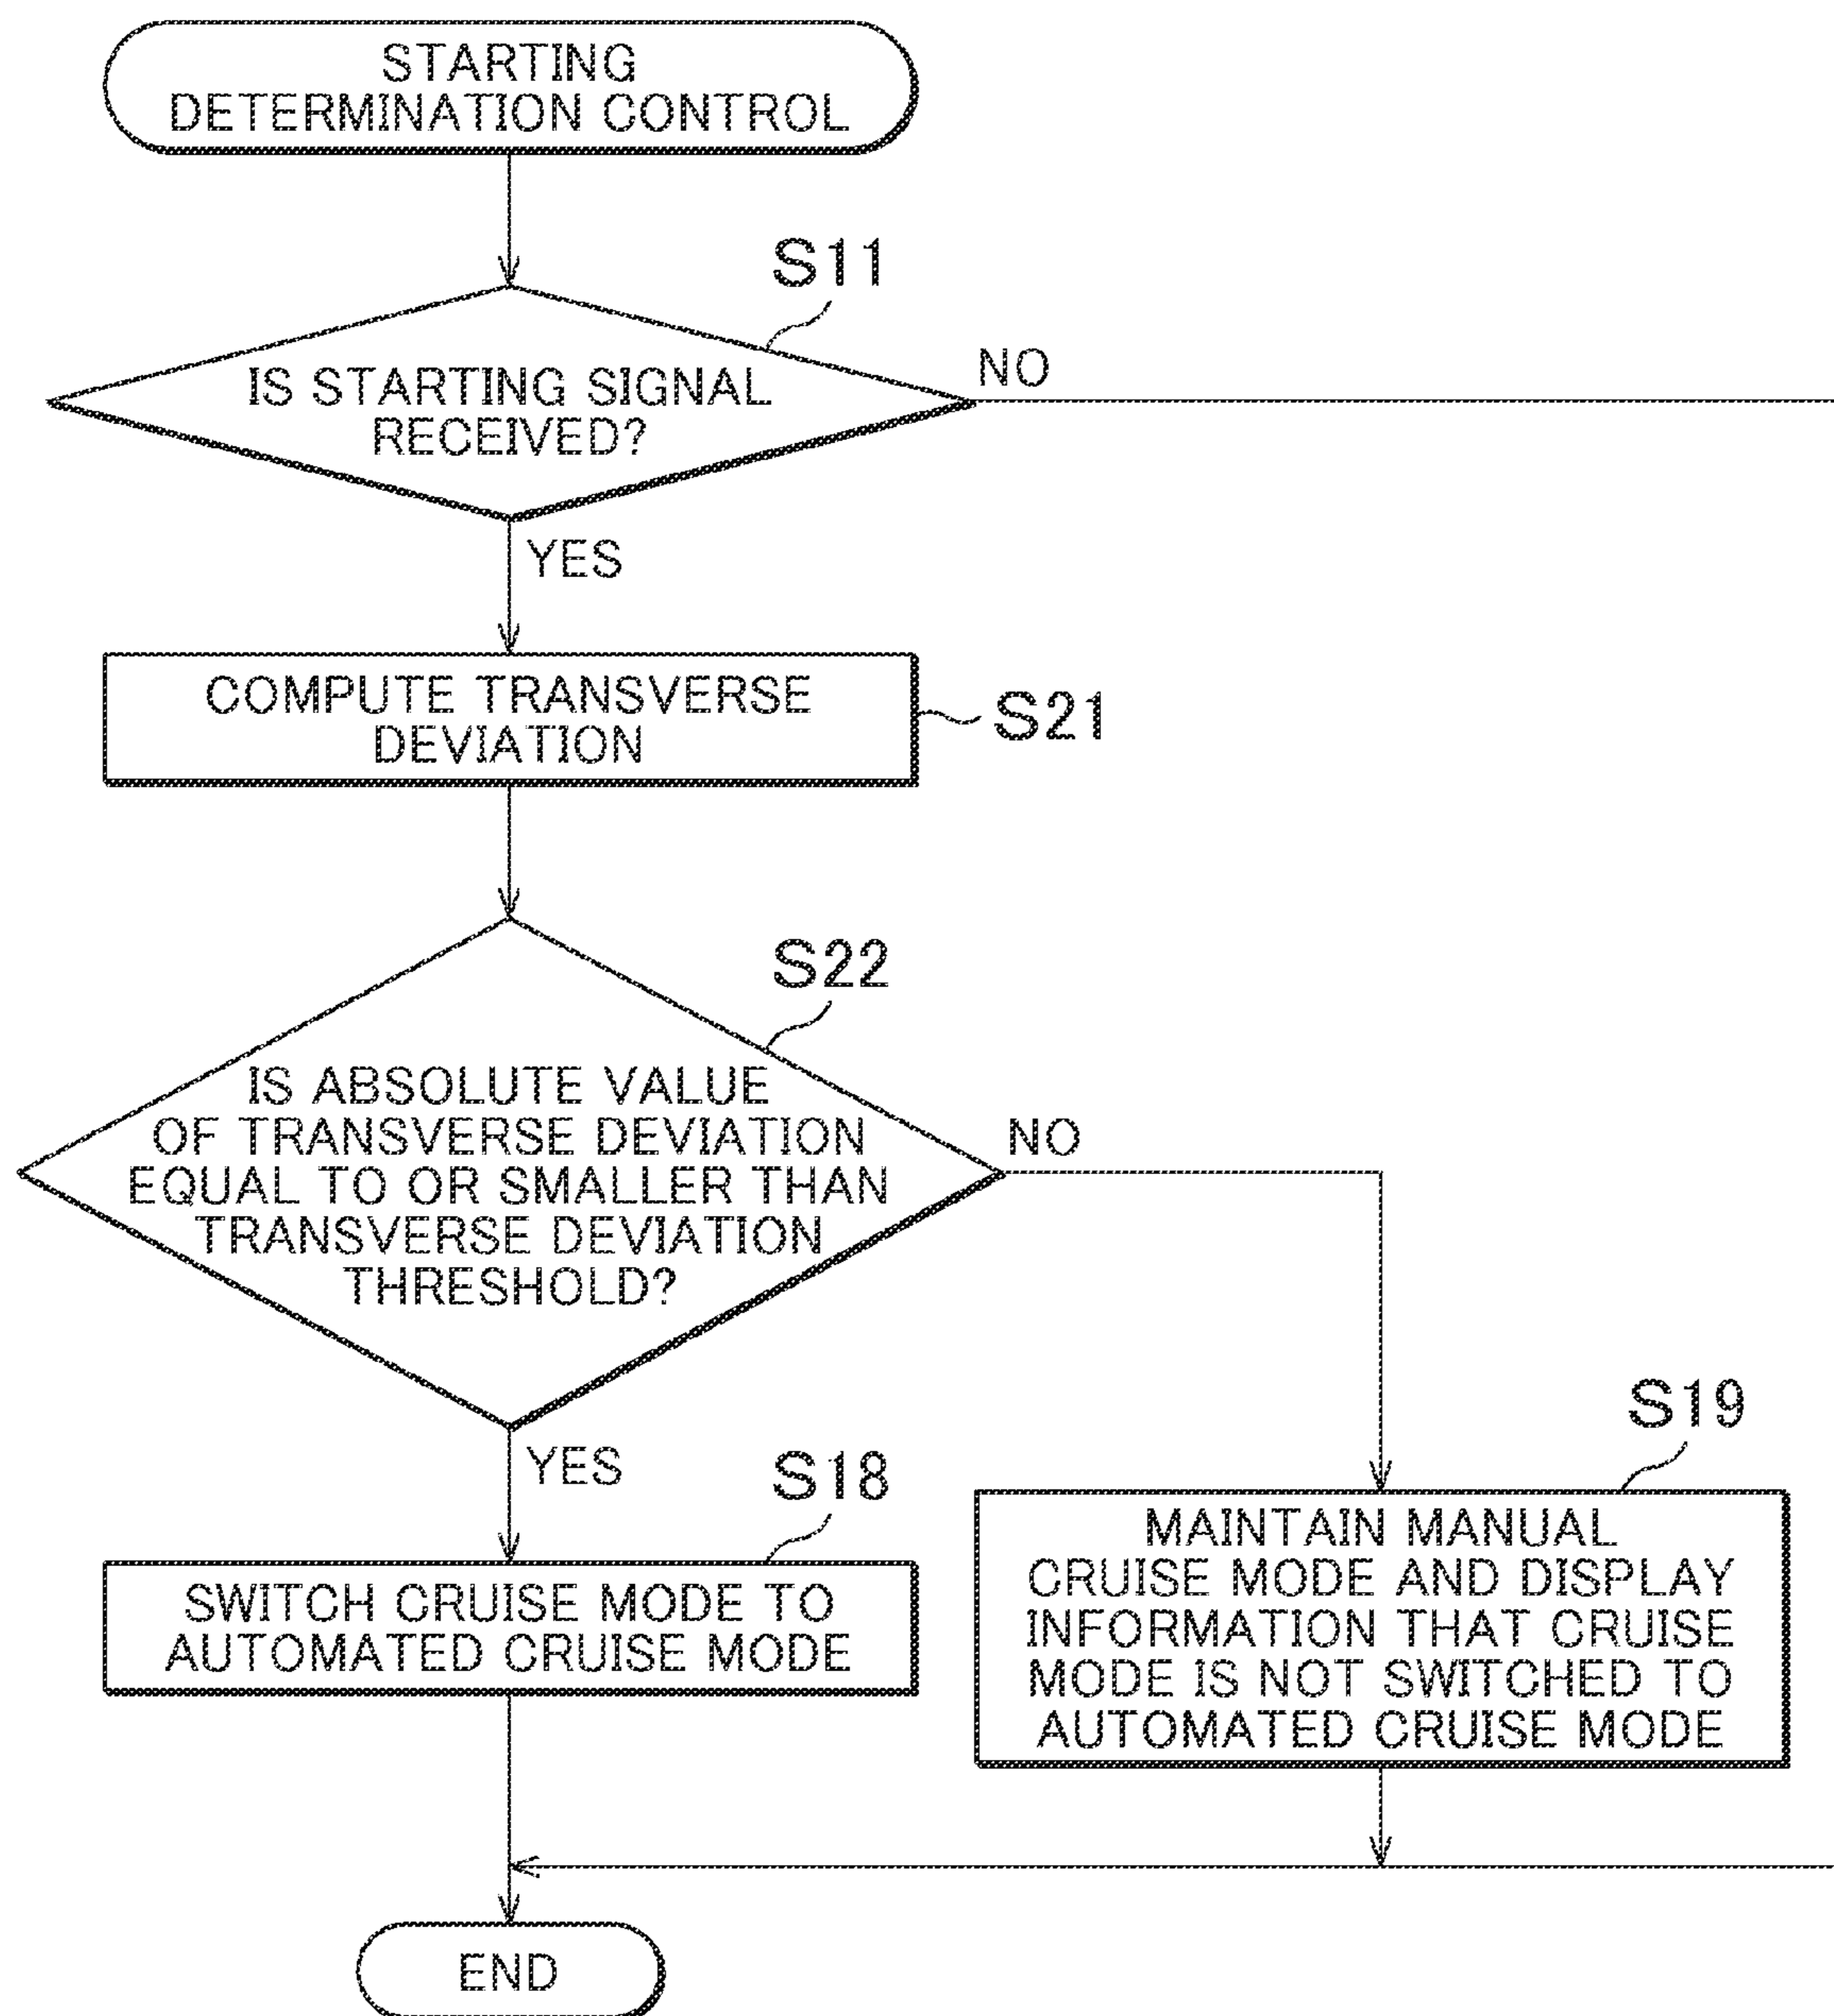 STARTING
DETERMINATION CONTROL
S11
IS STARTING SIGNAL
RECEIVED?
NO
YES
COMPUTE TRANSVERSE
DEVIATION
S21
S22
IS ABSOLUTE VALUE
OF TRANSVERSE DEVIATION
EQUAL TO OR SMALLER THAN
TRANSVERSE DEVIATION
THRESHOLD?
NO
YES
S18
SWITCH CRUISE MODE TO
AUTOMATED CRUISE MODE
S19
MAINTAIN MANUAL
CRUISE MODE AND DISPLAY
INFORMATION THAT CRUISE
MODE IS NOT SWITCHED TO
AUTOMATED CRUISE MODE
END